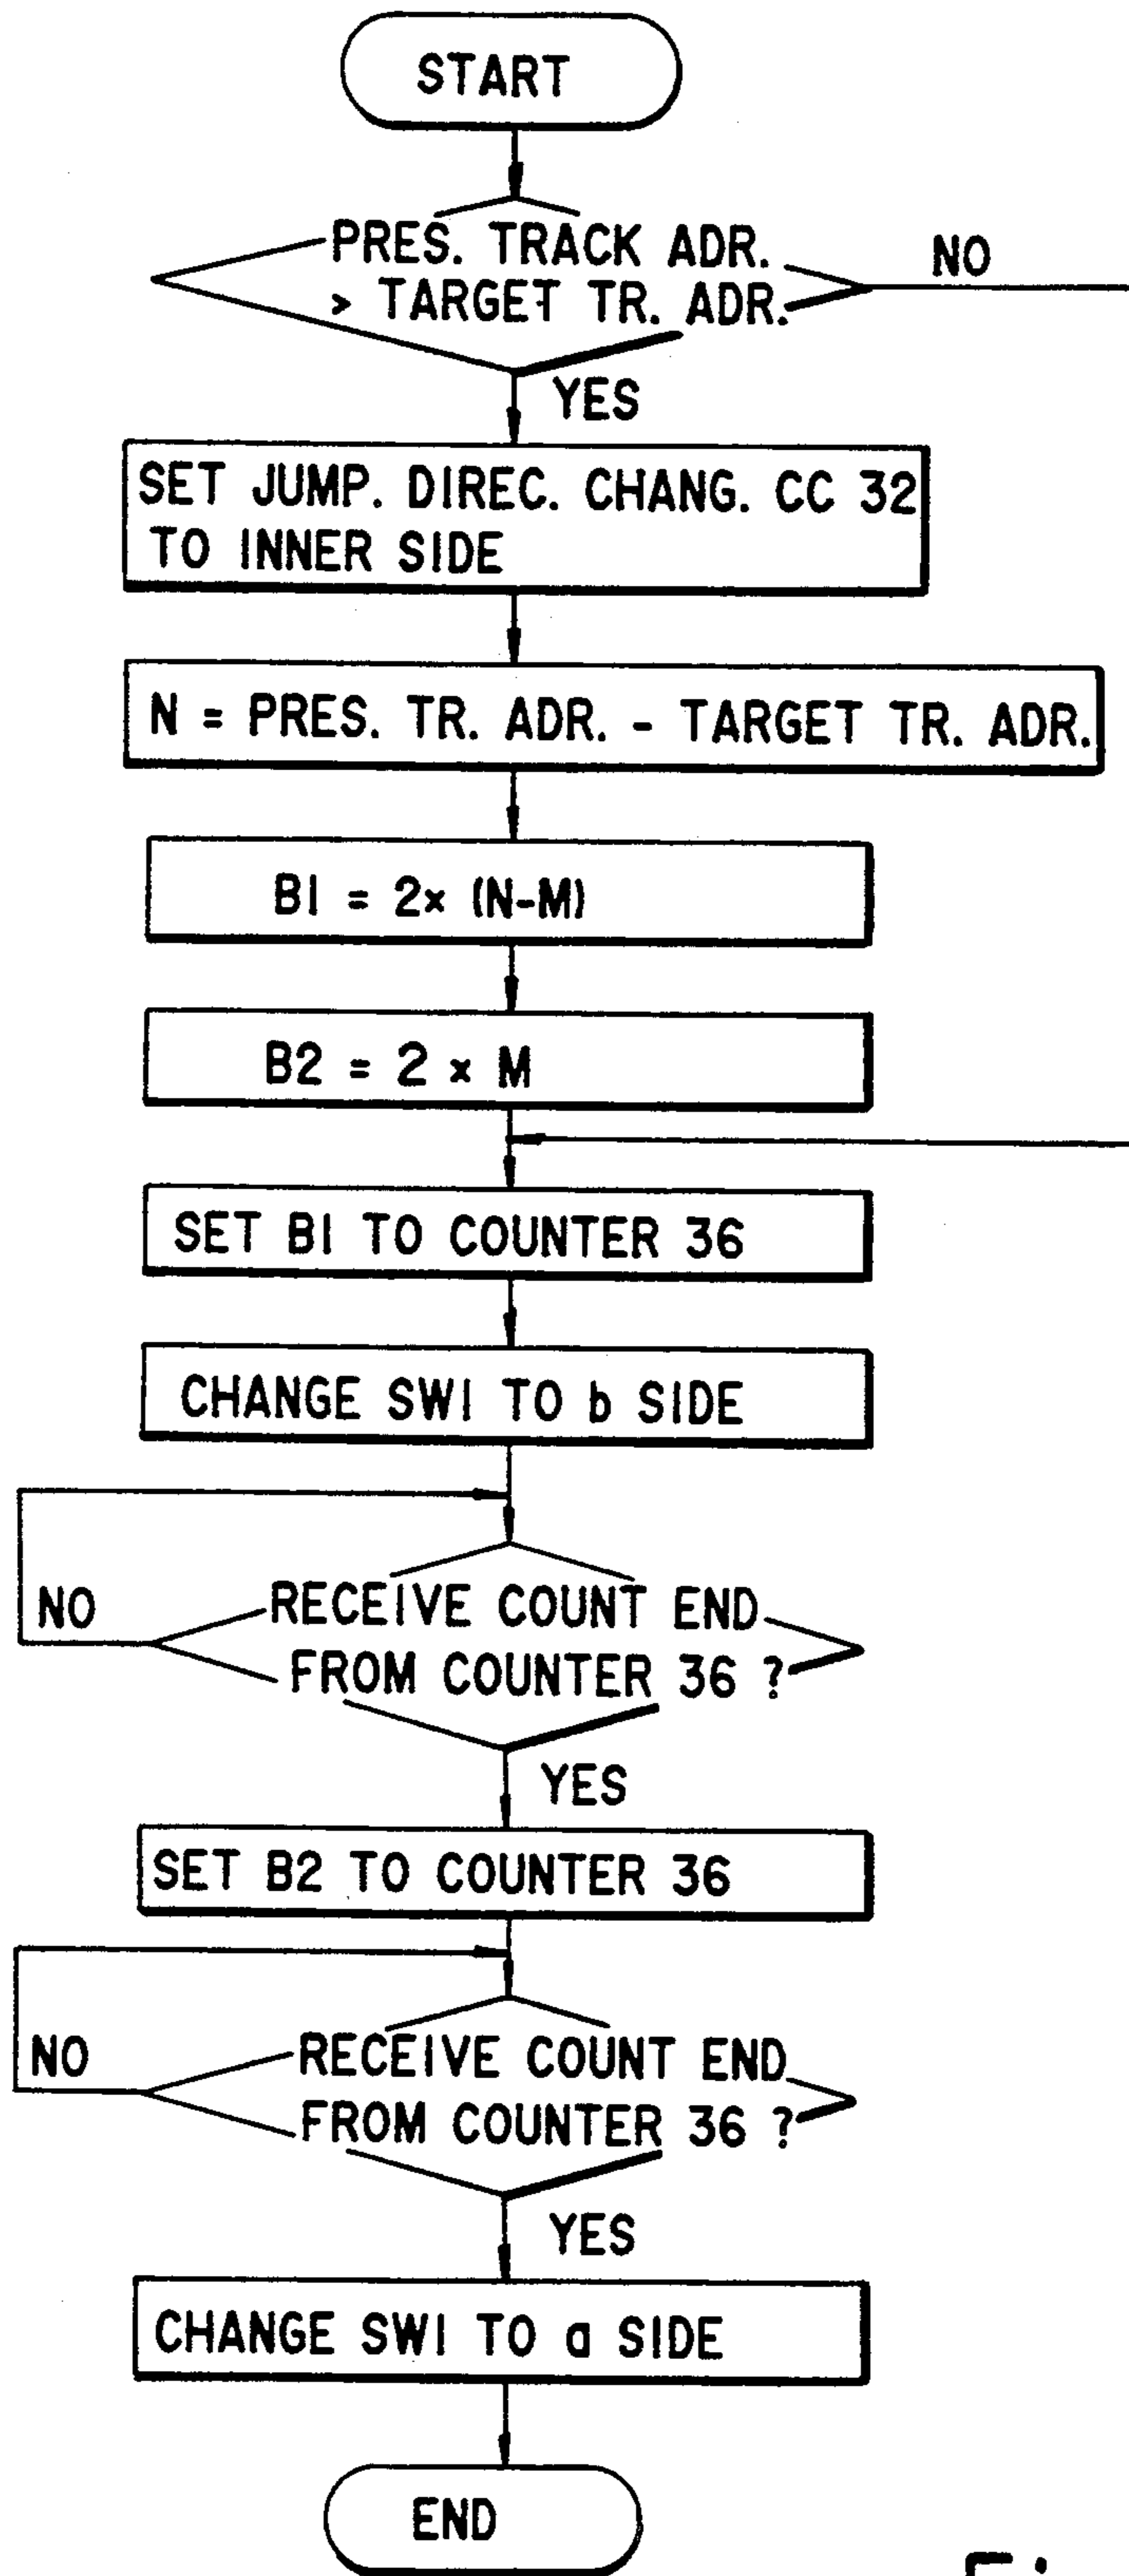 START
PRES. TRACK ADR.
> TARGET TR. ADR.
NO
YES
SET JUMP. DIREC. CHANG. CC 32
TO INNER SIDE
N = PRES. TR. ADR. - TARGET TR. ADR.
B1 = 2× (N-M)
B2 = 2 × M
SET B1 TO COUNTER 36
CHANGE SW1 TO b SIDE
RECEIVE COUNT END
NO
FROM COUNTER 36 ?
YES
SET B2 TO COUNTER 36
RECEIVE COUNT END
NO
FROM COUNTER 36 ?
YES
CHANGE SW1 TO a SIDE
END